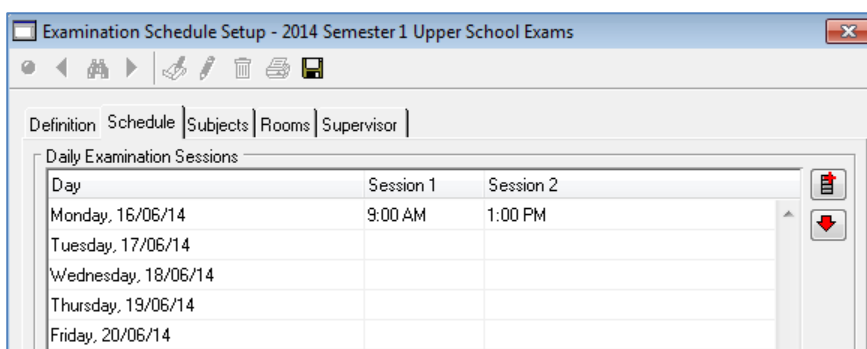 Examination Schedule Setup - 2014 Semester 1 Upper School Exams
Definition Schedule Subjects Rooms Supervisor
Daily Examination Sessions
Day Session 1 Session 2
Monday, 16/06/14 9:00 AM 1:00 PM
Tuesday, 17/06/14
Wednesday, 18/06/14
Thursday, 19/06/14
Friday, 20/06/14